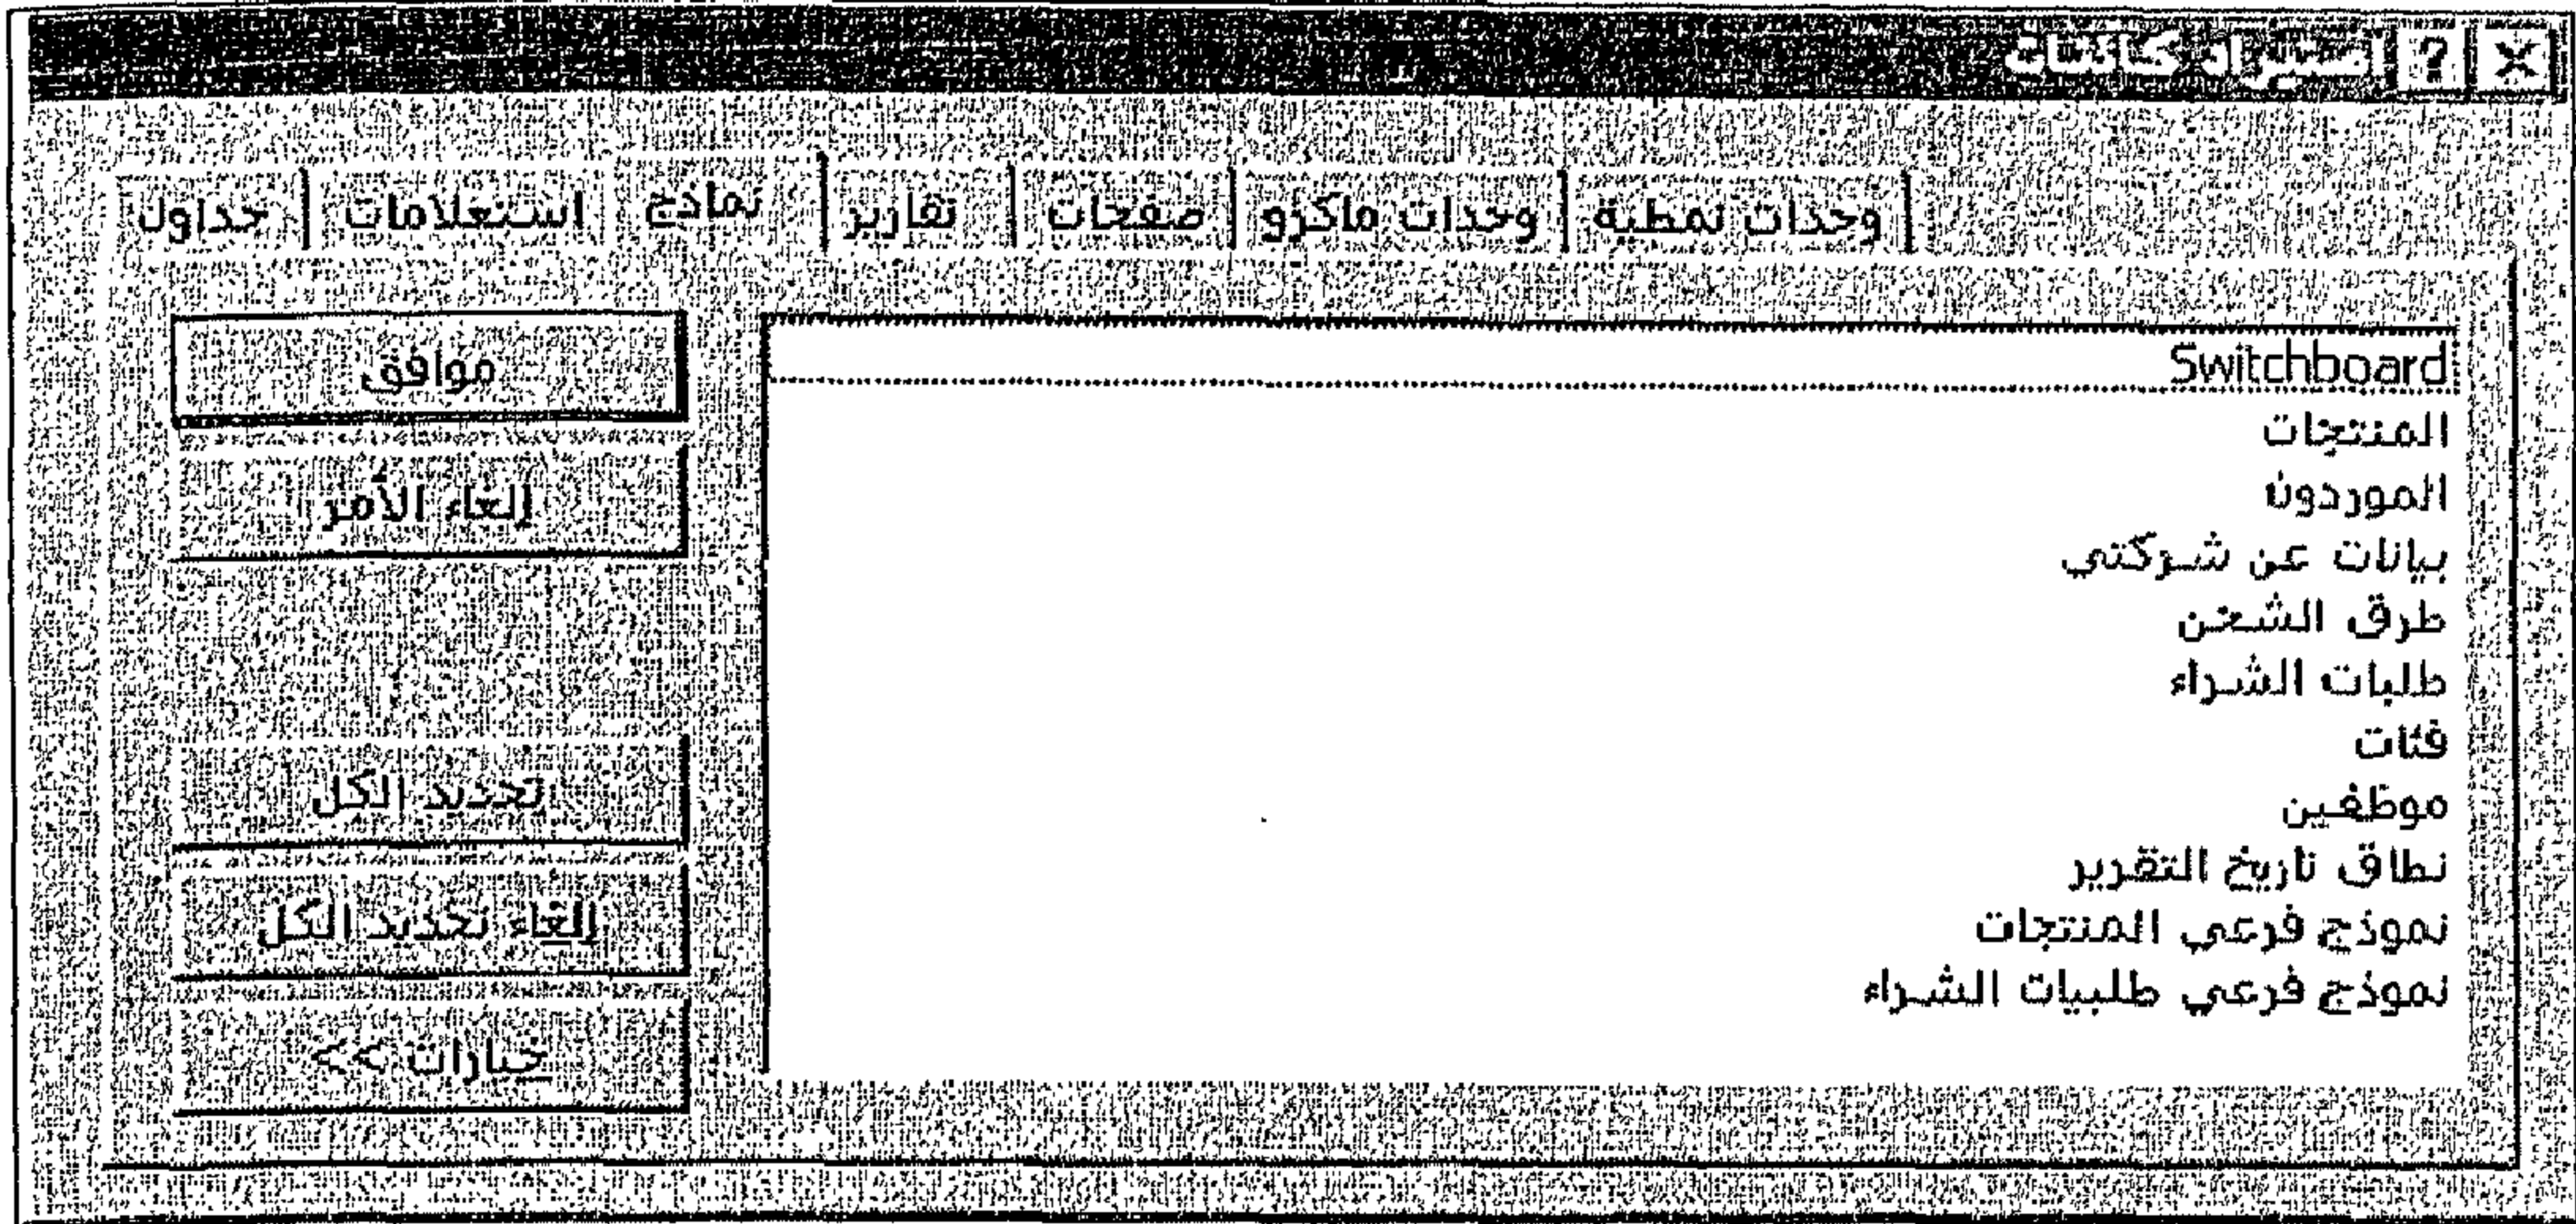 استيراد كائنات
جداول استعلامات نماذج تقارير صفحات وحدات ماكرو وحدات نمطية
Switchboard
المنتجات
الموردون
بيانات عن شركتي
طرق الشحن
طلبات الشراء
فئات
موظفين
نطاق تاريخ التقرير
نموذج فرعي المنتجات
نموذج فرعي طلبيات الشراء
موافق
إلغاء الأمر
تحديد الكل
إلغاء تحديد الكل
خيارات >>